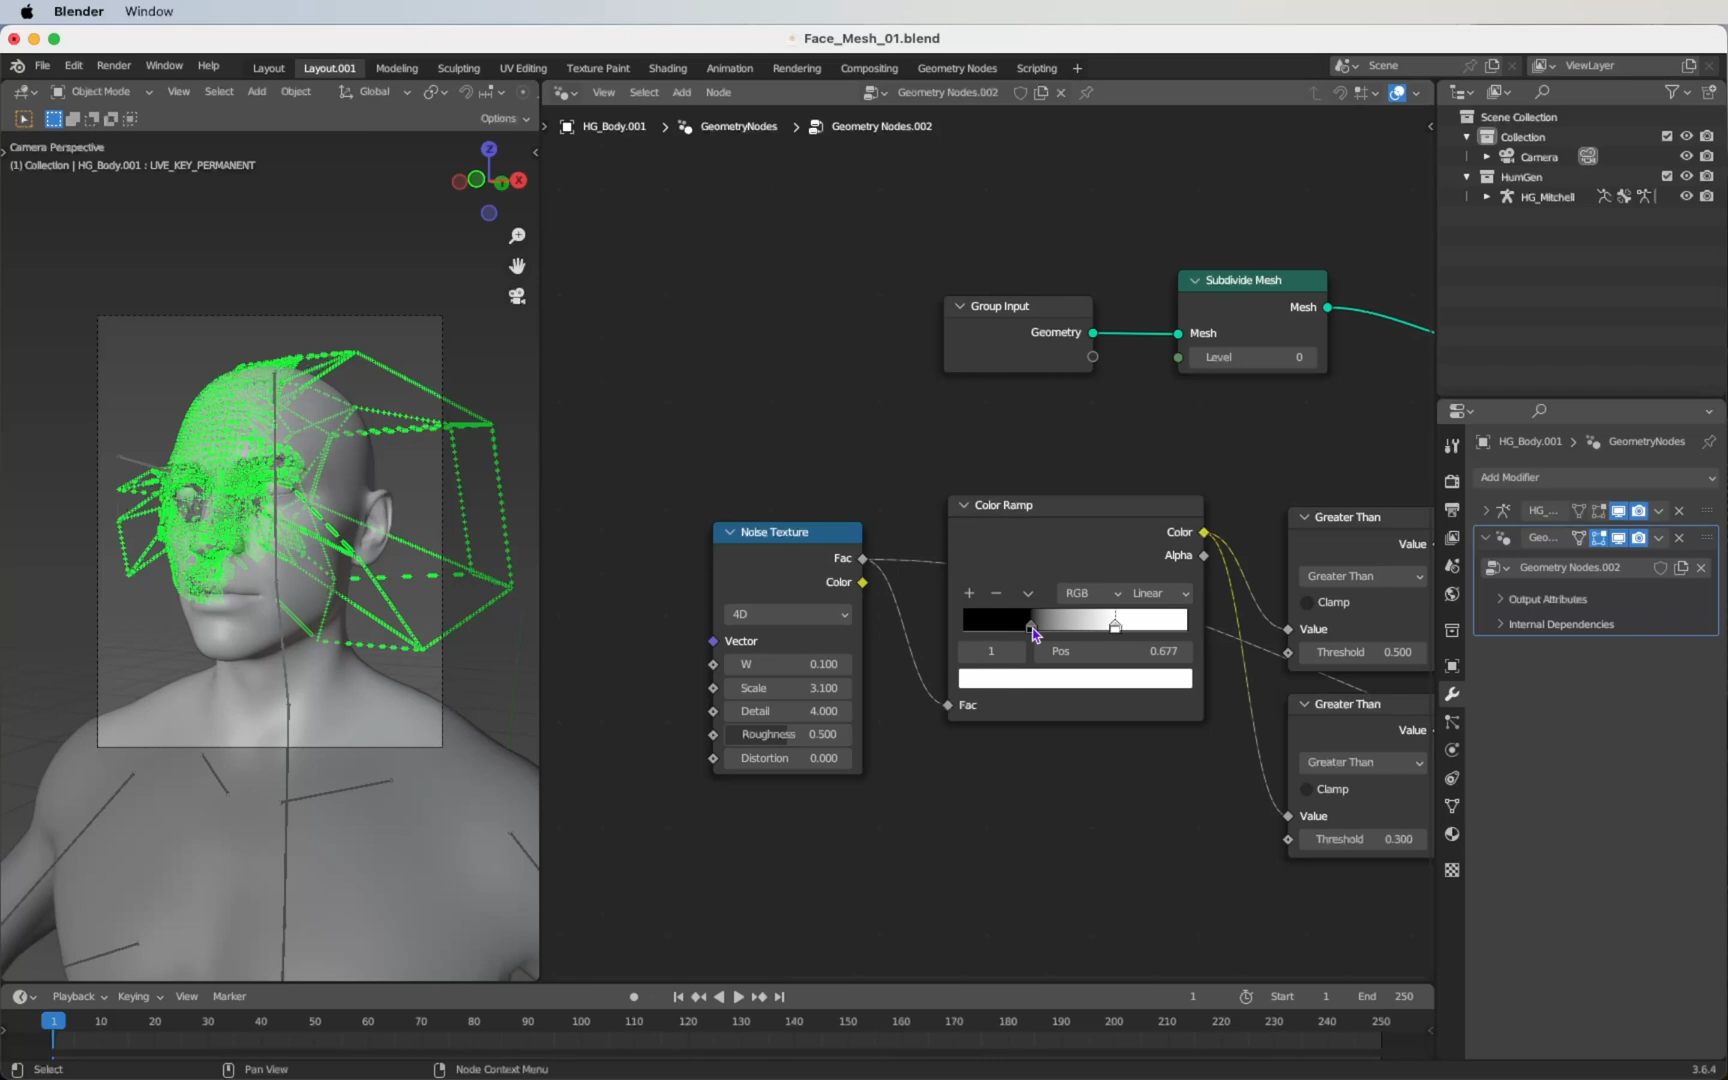 Blender Window
Face_Mesh_01.blend
File Edit Render Window Help Layout Layout.001 Modeling Sculpting UV Editing Texture Paint Shading Animation Rendering Compositing Geometry Nodes Scripting + Scene ViewLayer
Object Mode View Select Add Object Global View Select Add Node Geometry Nodes.002
Options
HG_Body.001 > GeometryNodes > Geometry Nodes.002
Camera Perspective
(1) Collection | HG_Body.001 : LIVE_KEY_PERMANENT
Z
X
Scene Collection
Collection
Camera
HumGen
HG_Mitchell
Subdivide Mesh
Mesh
Mesh
Level 0
Group Input
Geometry
HG_Body.001 > GeometryNodes
Add Modifier
HG_...
Geo...
Geometry Nodes.002
Output Attributes
Internal Dependencies
Noise Texture
Fac
Color
4D
Vector
W 0.100
Scale 3.100
Detail 4.000
Roughness 0.500
Distortion 0.000
Color Ramp
Color
Alpha
RGB Linear
1 Pos 0.677
Fac
Greater Than
Value
Greater Than
Clamp
Value
Threshold 0.500
Greater Than
Value
Greater Than
Clamp
Value
Threshold 0.300
Playback Keying View Marker 1 Start 1 End 250
1 10 20 30 40 50 60 70 80 90 100 110 120 130 140 150 160 170 180 190 200 210 220 230 240 250
Select Pan View Node Context Menu 3.6.4